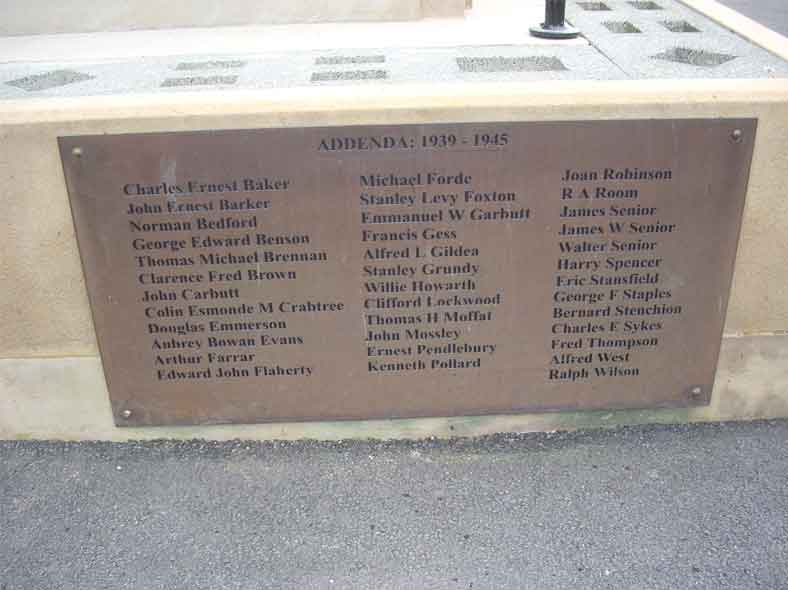 ADDENDA: 1939 - 1945
Charles Ernest Baker
John Ernest Barker
Norman Bedford
George Edward Benson
Thomas Michael Brennan
Clarence Fred Brown
John Carbutt
Colin Esmonde M Crabtree
Douglas Emmerson
Aubrey Bowan Evans
Arthur Farrar
Edward John Flaherty
Michael Forde
Stanley Levy Foxton
Emmanuel W Garbutt
Francis Gess
Alfred L Gildea
Stanley Grundy
Willie Howarth
Clifford Lockwood
Thomas H Moffat
John Mossley
Ernest Pendlebury
Kenneth Pollard
Joan Robinson
R A Room
James Senior
James W Senior
Walter Senior
Harry Spencer
Eric Stansfield
George F Staples
Bernard Stenchion
Charles E Sykes
Fred Thompson
Alfred West
Ralph Wilson